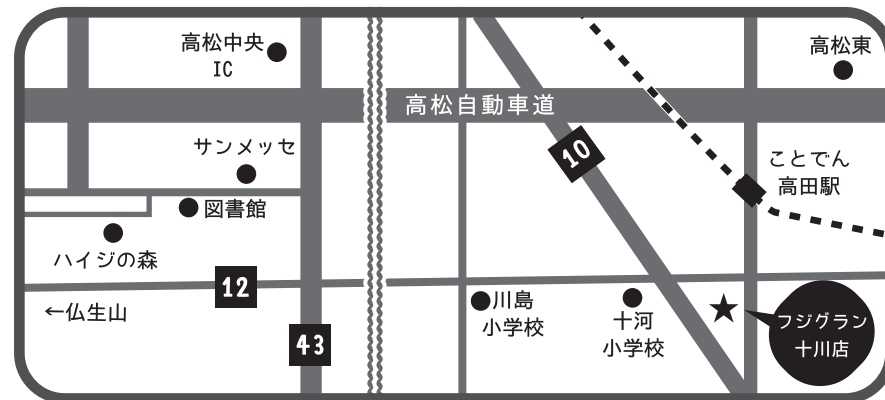 高松中央
IC
高松東
高松自動車道
サンメッセ
10
ことでん
高田駅
図書館
ハイジの森
12
←仏生山
川島
小学校
十河
小学校
フジグラン
十川店
43